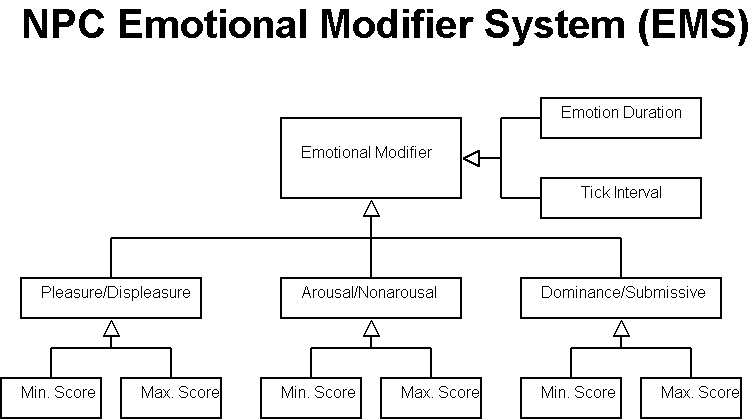 NPC Emotional Modifier System (EMS)
Emotion Duration
Emotional Modifier
Tick Interval
Pleasure/Displeasure
Arousal/Nonarousal
Dominance/Submissive
Min. Score
Max. Score
Min. Score
Max. Score
Min. Score
Max. Score